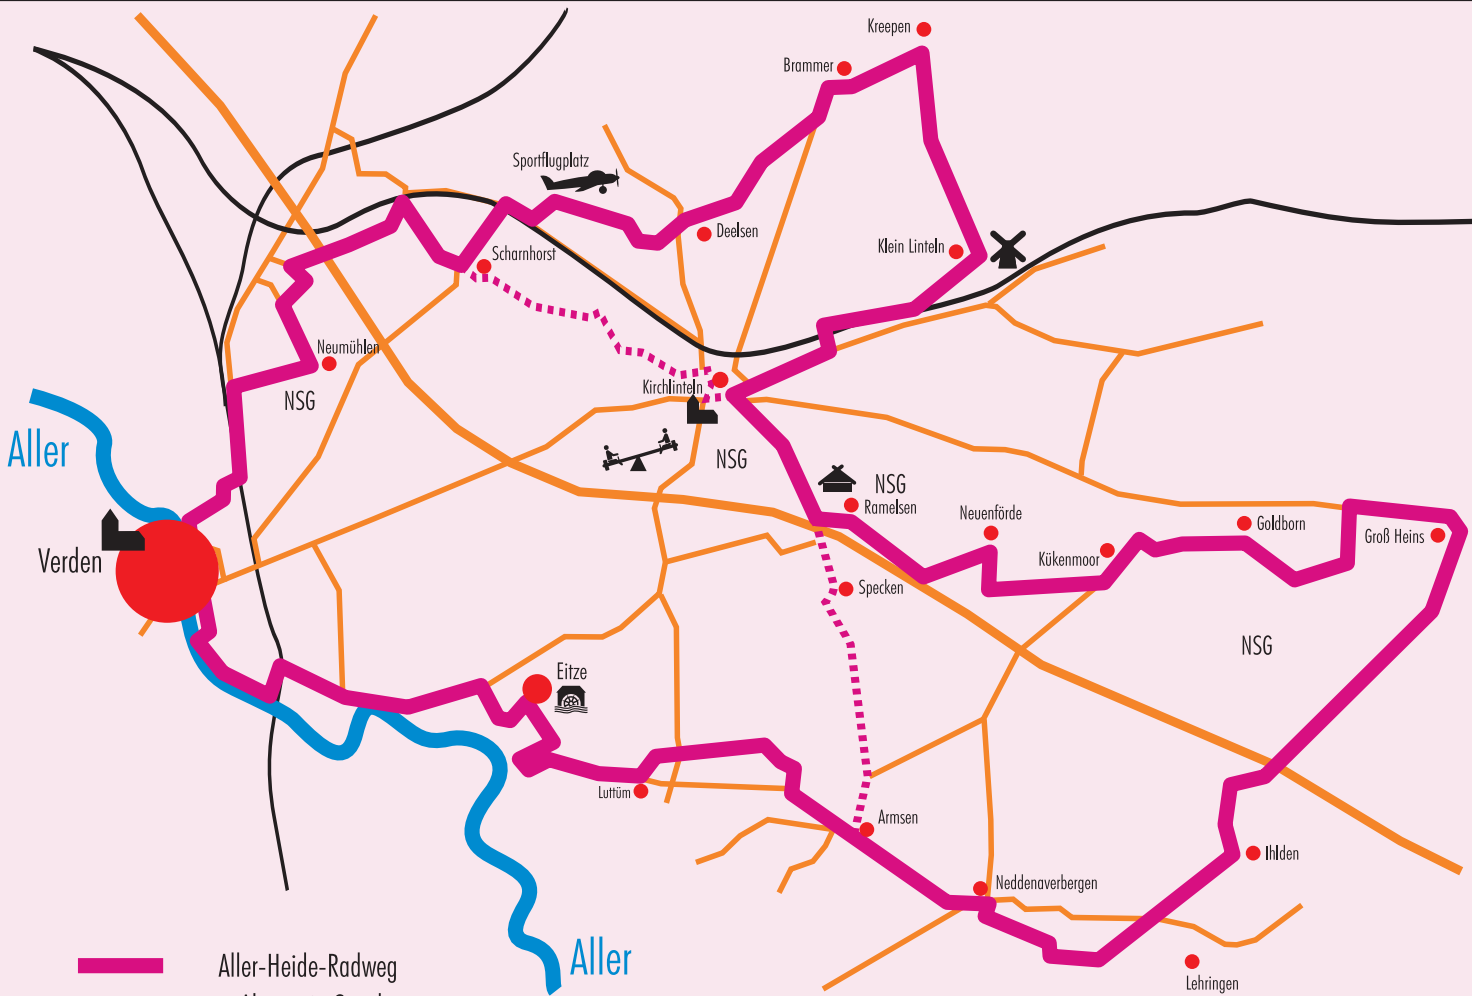 Kreepen
Brammer
Sportflugplatz
Deelsen
Klein Linteln
Scharnhorst
Neumühlen
NSG
Kirchlinteln
Aller
NSG
NSG
Ramelsen
Neuenförde
Goldborn
Groß Heins
Kükenmoor
Verden
Specken
NSG
Eitze
Luttüm
Armsen
Ihlden
Neddenaverbergen
Aller
Lehringen
Aller-Heide-Radweg